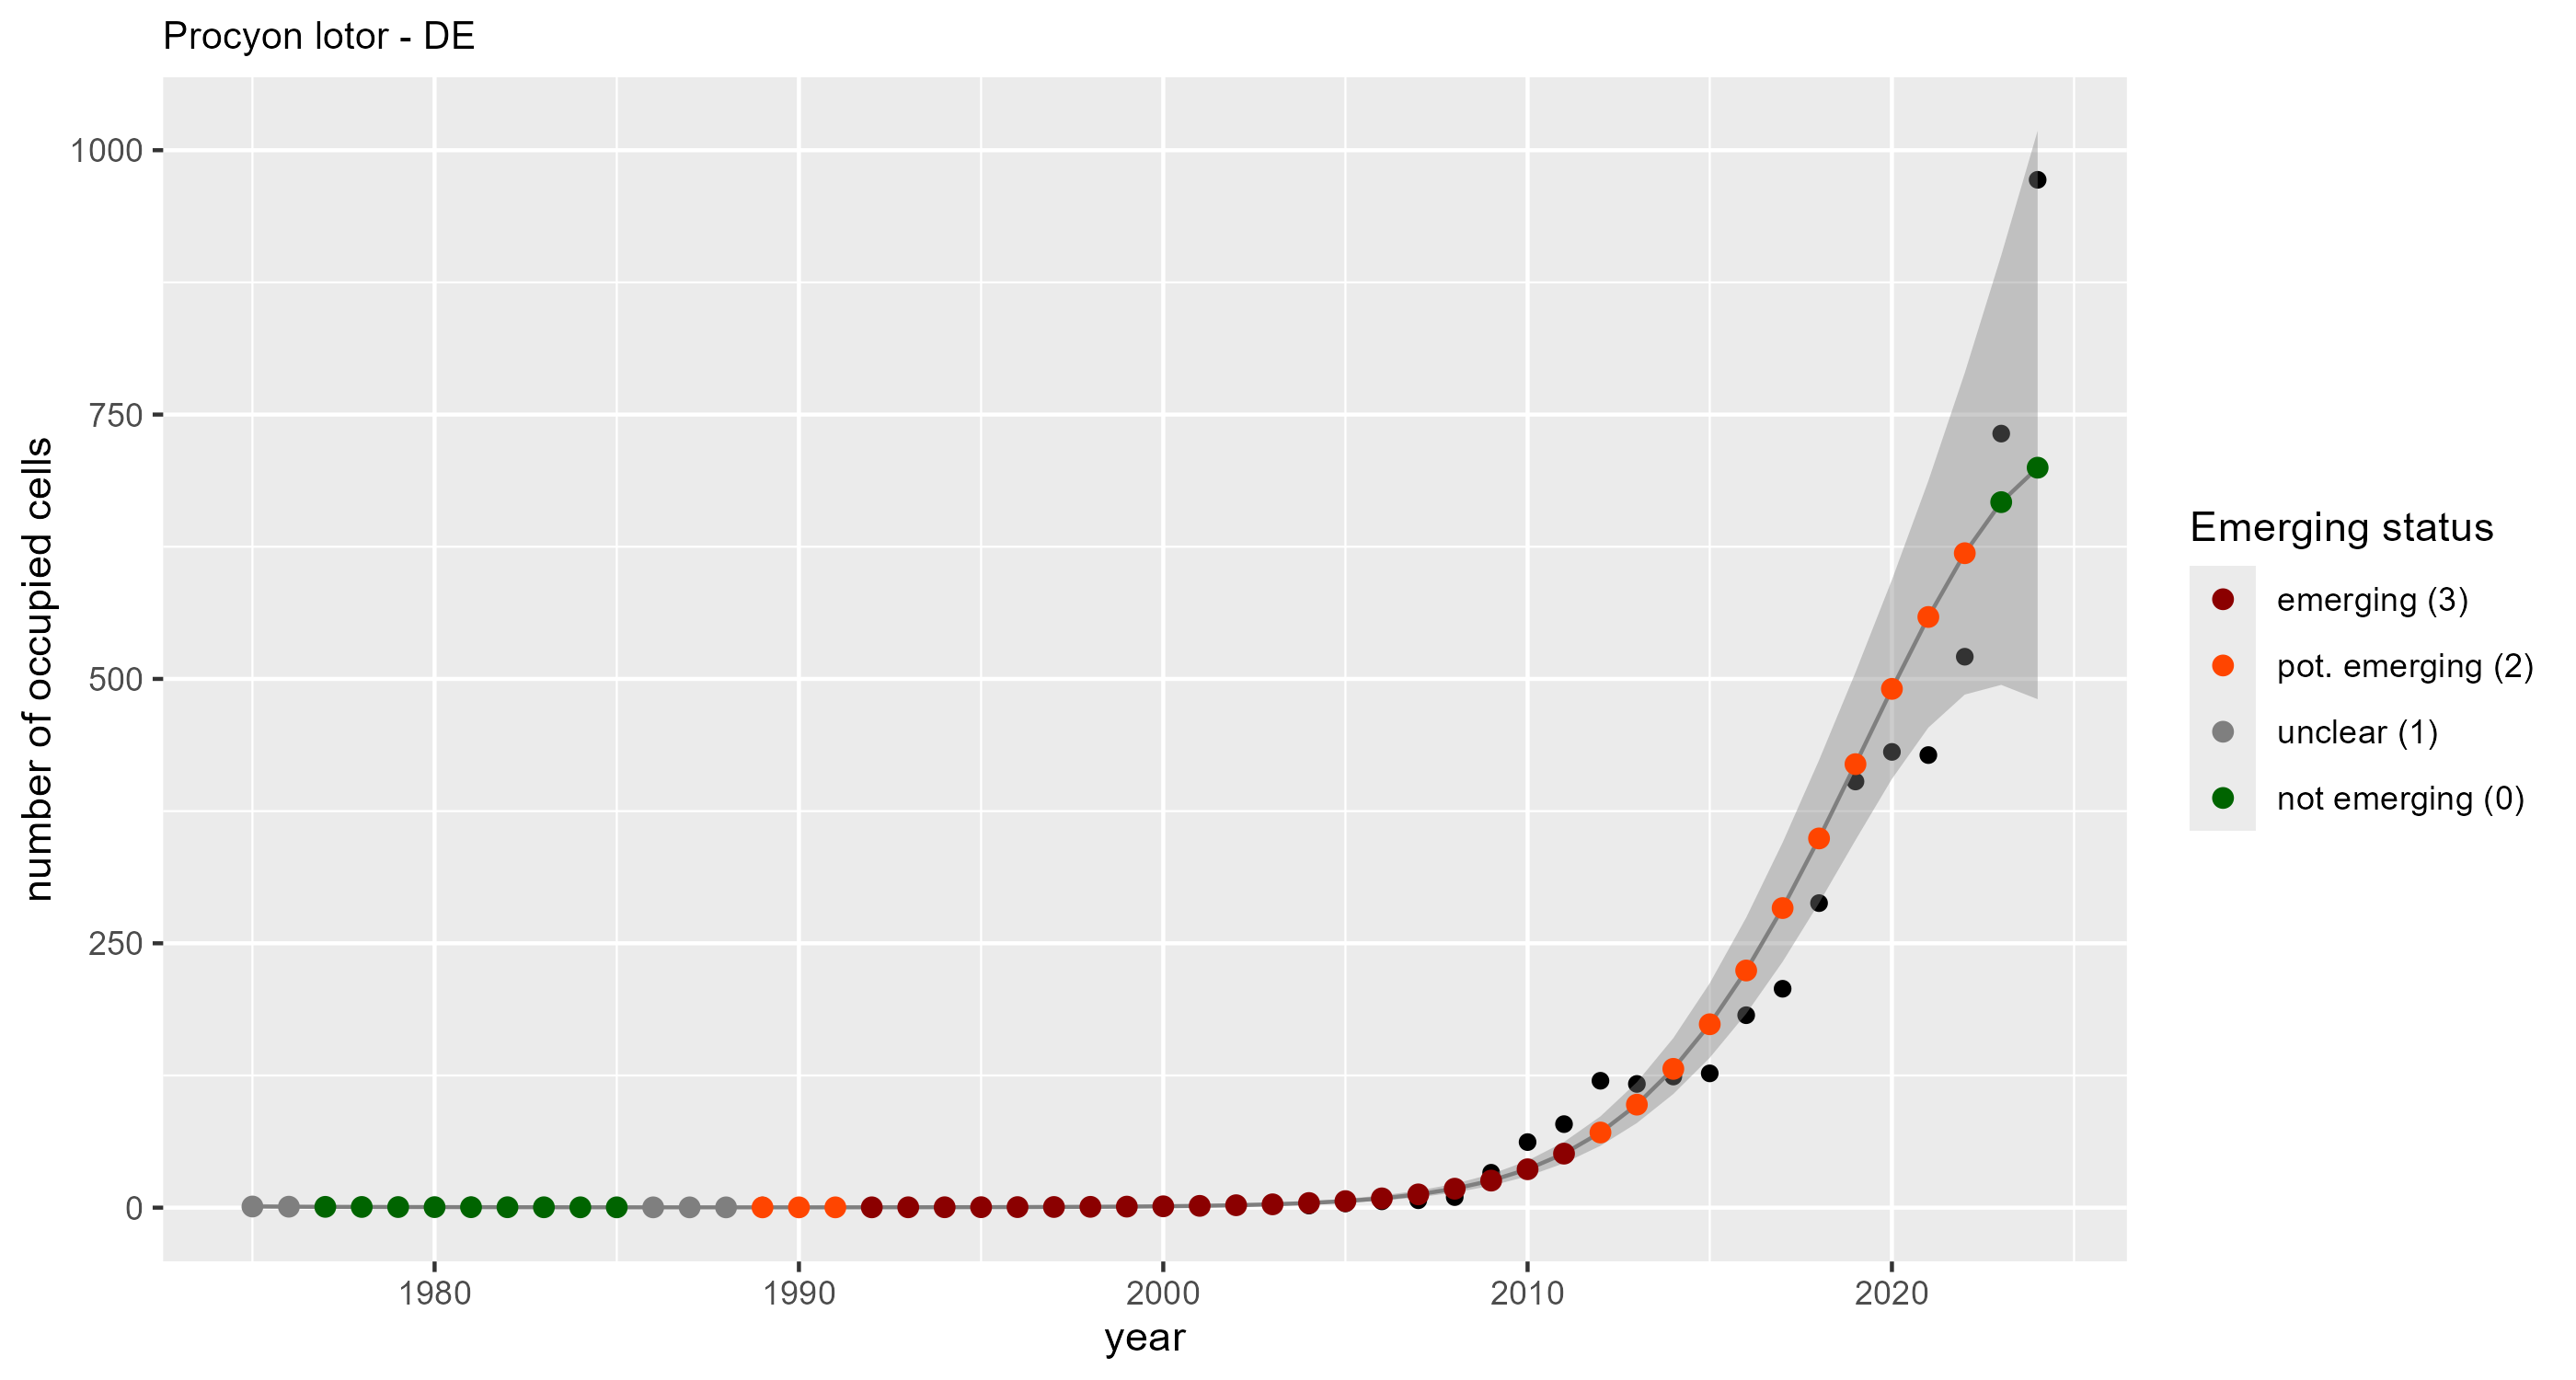 Procyon lotor - DE
1000
750
500
250
0
number of occupied cells
1980 1990 2000 2010 2020
year
Emerging status
emerging (3)
pot. emerging (2)
unclear (1)
not emerging (0)